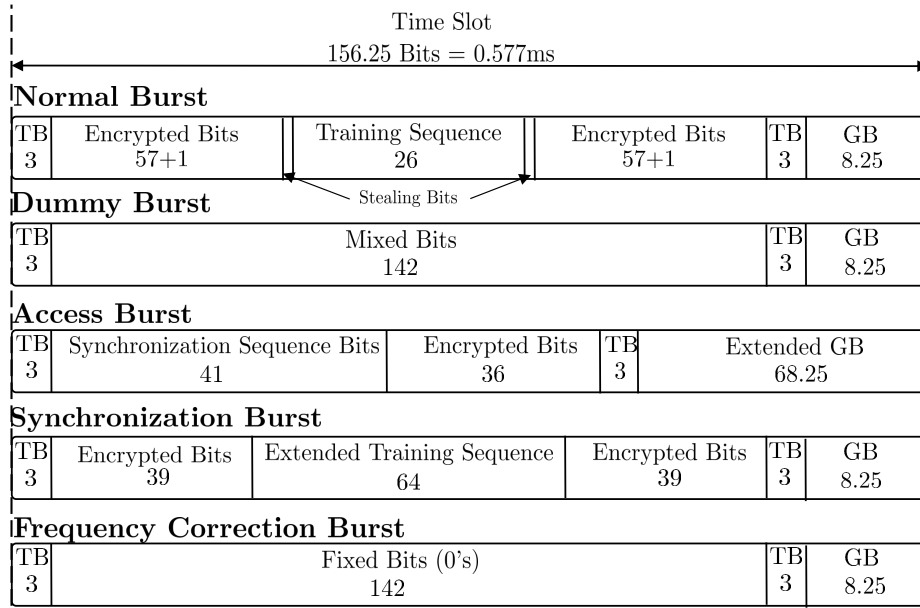 Time Slot
156.25 Bits = 0.577ms
Normal Burst
TB Encrypted Bits Training Sequence Encrypted Bits TB GB
3 57+1 26 57+1 3 8.25
Stealing Bits
Dummy Burst
TB Mixed Bits TB GB
3 142 3 8.25
Access Burst
TB Synchronization Sequence Bits Encrypted Bits TB Extended GB
3 41 36 3 68.25
Synchronization Burst
TB Encrypted Bits Extended Training Sequence Encrypted Bits TB GB
3 39 64 39 3 8.25
Frequency Correction Burst
TB Fixed Bits (0's) TB GB
3 142 3 8.25